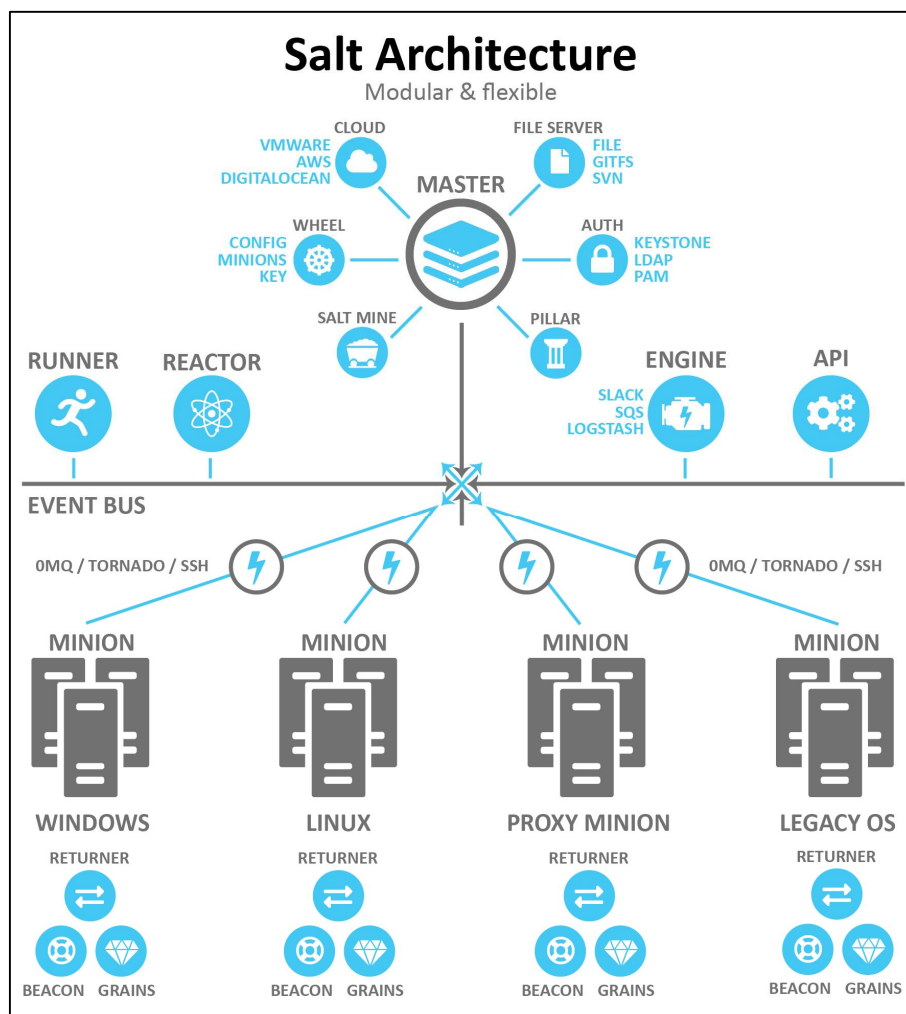 Salt Architecture
Modular & flexible
CLOUD
VMWARE
AWS
DIGITALOCEAN
FILE SERVER
FILE
GITFS
SVN
MASTER
WHEEL
CONFIG
MINIONS
KEY
AUTH
KEYSTONE
LDAP
PAM
SALT MINE
PILLAR
RUNNER
REACTOR
ENGINE
SLACK
SQS
LOGSTASH
API
EVENT BUS
0MQ / TORNADO / SSH
0MQ / TORNADO / SSH
MINION
MINION
MINION
MINION
WINDOWS
LINUX
PROXY MINION
LEGACY OS
RETURNER
RETURNER
RETURNER
RETURNER
BEACON
GRAINS
BEACON
GRAINS
BEACON
GRAINS
BEACON
GRAINS